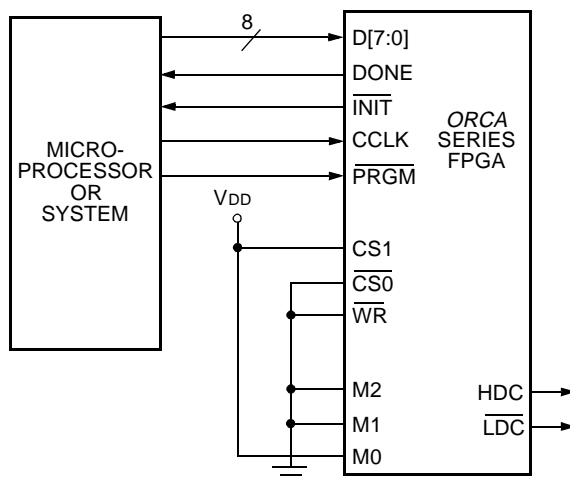 8
D[7:0]
DONE
INIT
CCLK
PRGM
MICRO-
PROCESSOR
OR
SYSTEM
ORCA
SERIES
FPGA
VDD
CS1
CS0
WR
M2
M1
M0
HDC
LDC